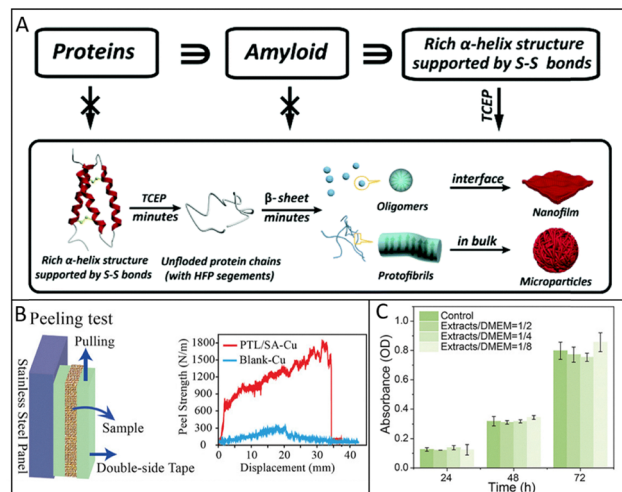 A
Proteins
∋
Amyloid
∋
Rich α-helix structure
supported by S-S bonds
TCEP
TCEP
minutes
β-sheet
minutes
Oligomers
interface
Nanofilm
Rich α-helix structure
supported by S-S bonds
Unfloded protein chains
(with HFP segements)
Protofibrils
in bulk
Microparticles
B
Peeling test
Pulling
Stainless Steel Panel
Sample
Double-side Tape
PTL/SA-Cu
Blank-Cu
Peel Strength (N/m)
1800
1500
1200
900
600
300
0
0 10 20 30 40
Displacement (mm)
C
Control
Extracts/DMEM=1/2
Extracts/DMEM=1/4
Extracts/DMEM=1/8
Absorbance (OD)
1.0
0.8
0.6
0.4
0.2
0.0
24 48 72
Time (h)